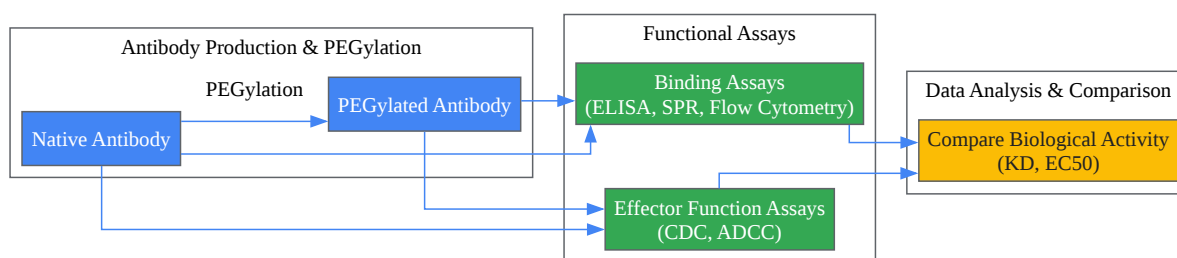 Antibody Production & PEGylation
PEGylation
Native Antibody
PEGylated Antibody
Functional Assays
Binding Assays
(ELISA, SPR, Flow Cytometry)
Effector Function Assays
(CDC, ADCC)
Data Analysis & Comparison
Compare Biological Activity
(KD, EC50)